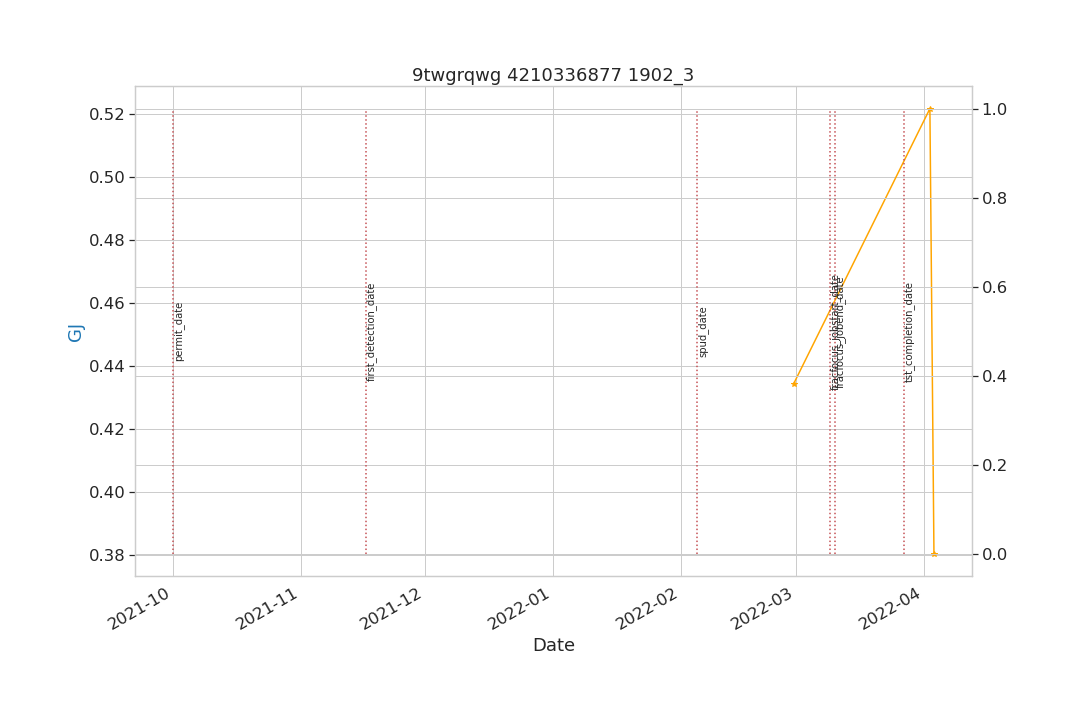 9twgrqwg 4210336877 1902_3
GJ
0.52
0.50
0.48
0.46
0.44
0.42
0.40
0.38
1.0
0.8
0.6
0.4
0.2
0.0
permit_date
first_detection_date
spud_date
fracfocus_jobstart_date
fracfocus_jobend_date
tst_completion_date
2021-10
2021-11
2021-12
2022-01
2022-02
2022-03
2022-04
Date